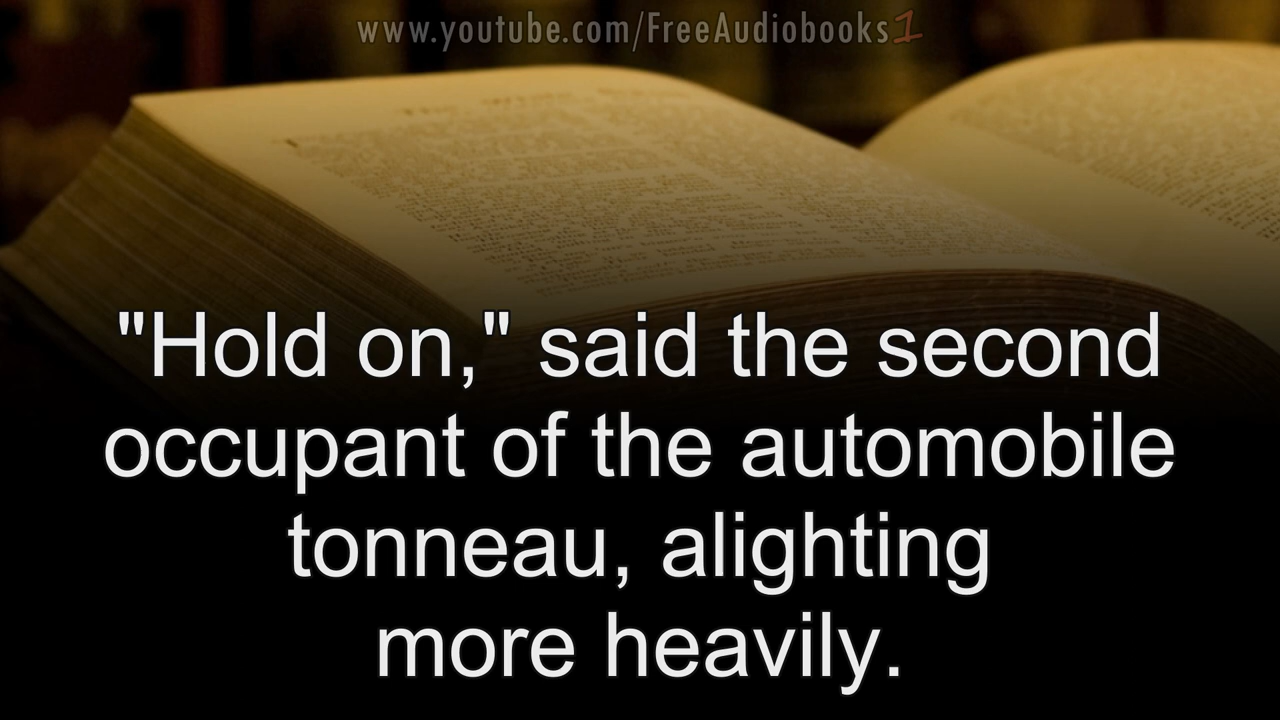 www.youtube.com/FreeAudiobooks1
"Hold on," said the second
occupant of the automobile
tonneau, alighting
more heavily.